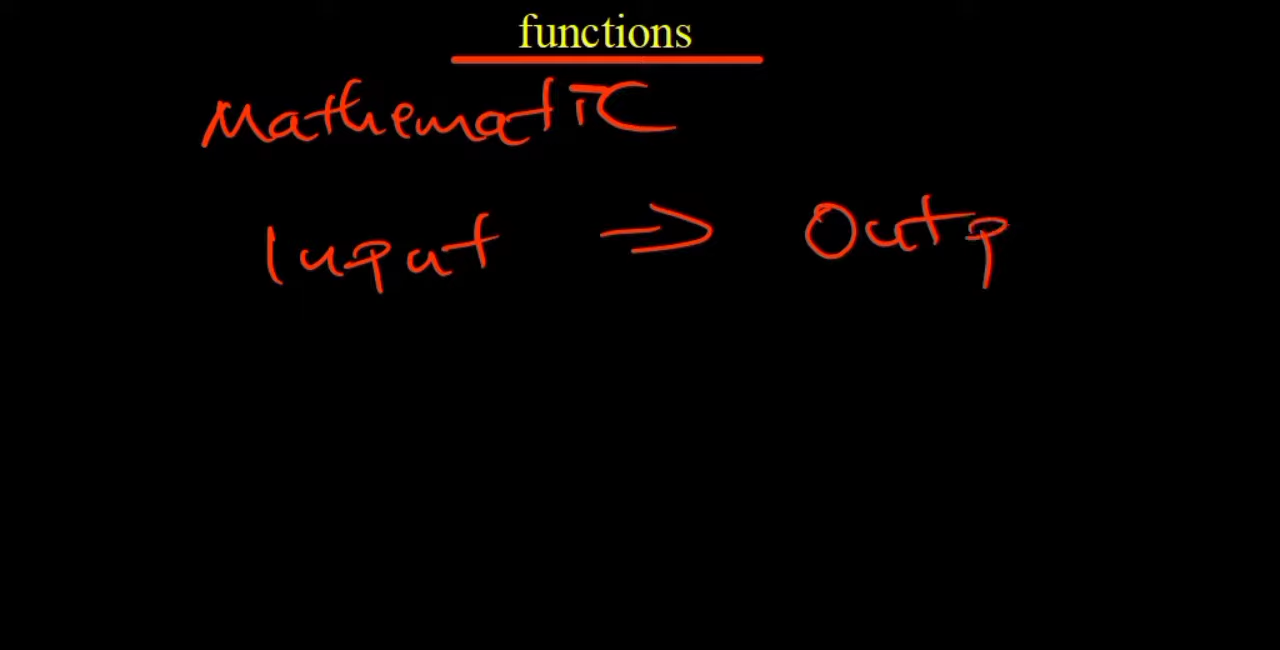 functions
Mathematic
Input ⇒ Outp